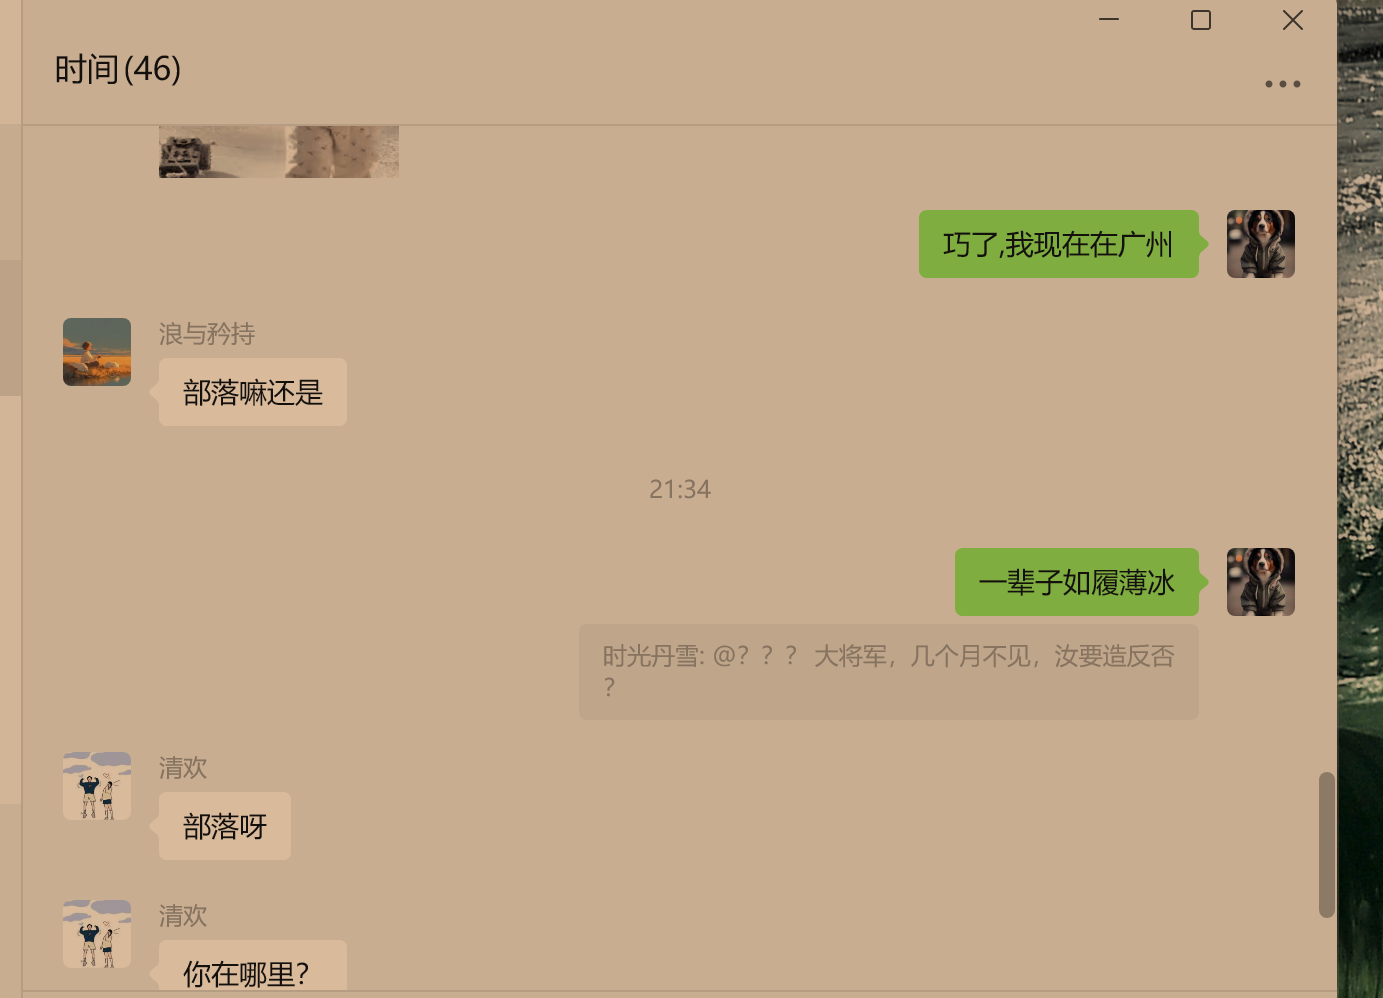 时间(46)
巧了,我现在在广州
浪与矜持
部落嘛还是
21:34
一辈子如履薄冰
时光丹雪: @？？？ 大将军，几个月不见，汝要造反否
？
清欢
部落呀
清欢
你在哪里?